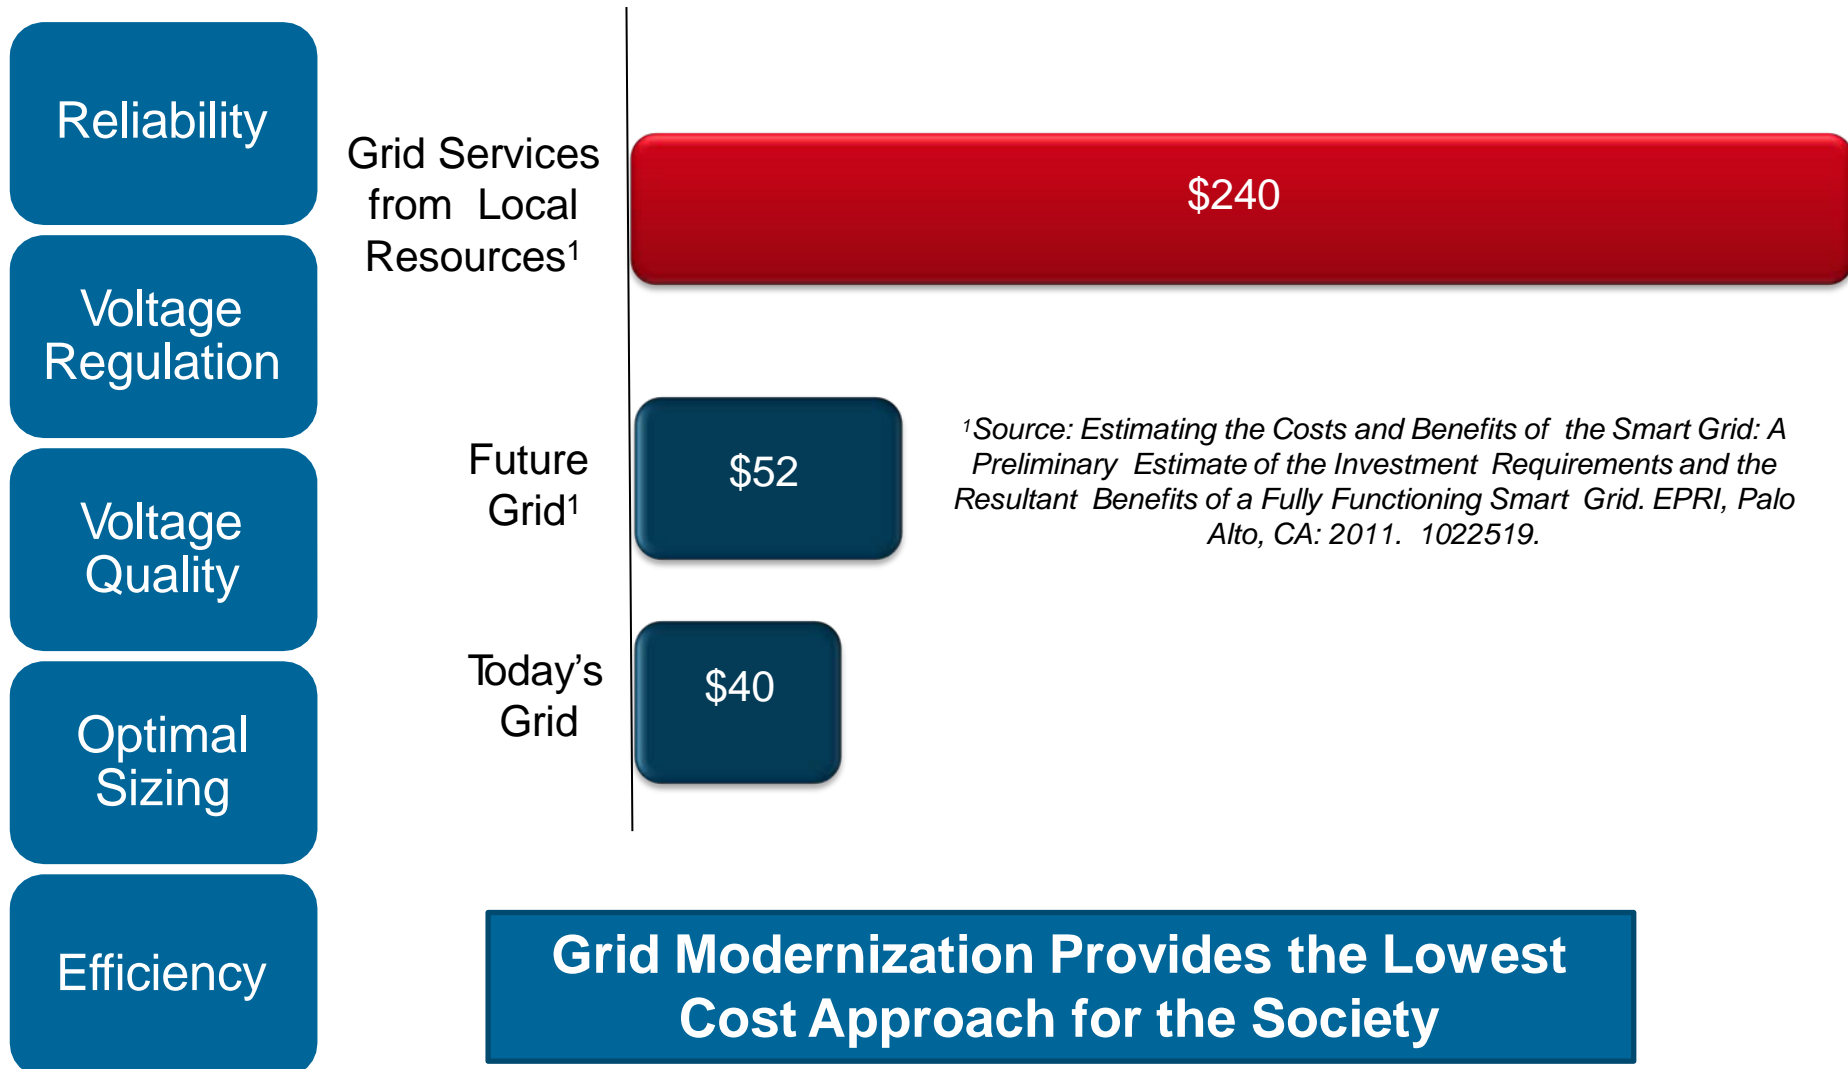 Reliability
Voltage
Regulation
Voltage
Quality
Optimal
Sizing
Efficiency
Grid Services
from Local
Resources¹
$240
Future
Grid¹
$52
¹Source: Estimating the Costs and Benefits of the Smart Grid: A
Preliminary Estimate of the Investment Requirements and the
Resultant Benefits of a Fully Functioning Smart Grid. EPRI, Palo
Alto, CA: 2011. 1022519.
Today’s
Grid
$40
Grid Modernization Provides the Lowest
Cost Approach for the Society